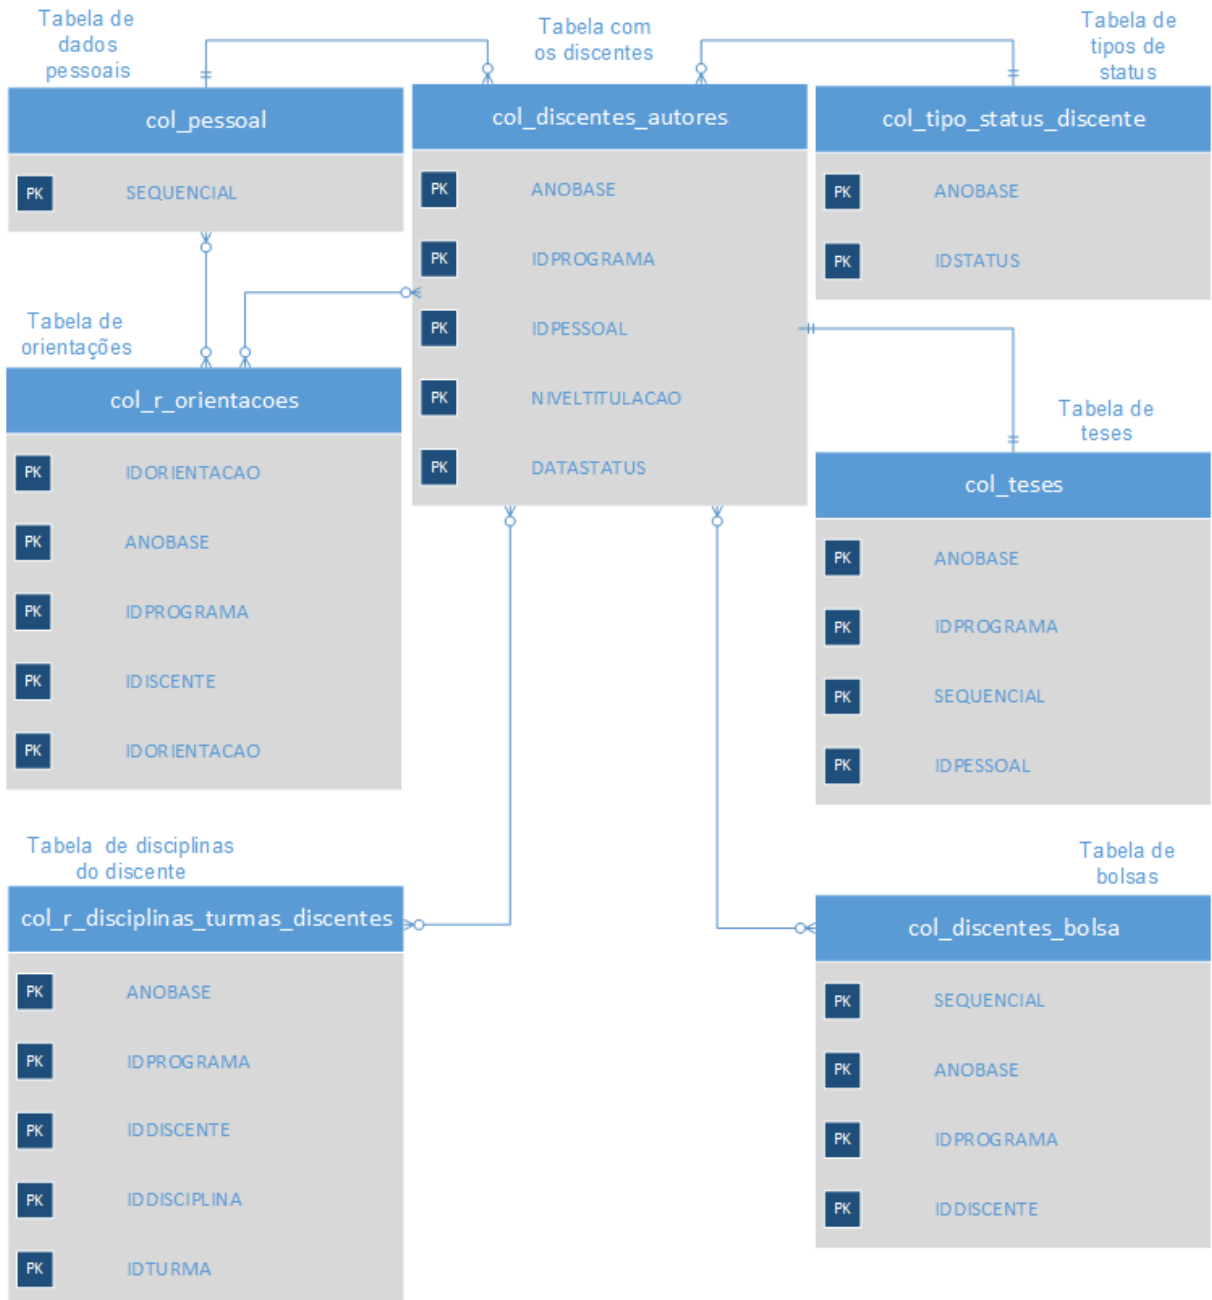 Tabela de
dados
pessoais
col_pessoal
PK SEQUENCIAL
Tabela com
os discentes
col_discentes_autores
PK ANOBASE
PK IDPROGRAMA
PK IDPESSOAL
PK NIVELTITULACAO
PK DATASTATUS
Tabela de
tipos de
status
col_tipo_status_discente
PK ANOBASE
PK IDSTATUS
Tabela de
orientações
col_r_orientacoes
PK IDORIENTACAO
PK ANOBASE
PK IDPROGRAMA
PK IDISCENTE
PK IDORIENTACAO
Tabela de
teses
col_teses
PK ANOBASE
PK IDPROGRAMA
PK SEQUENCIAL
PK IDPESSOAL
Tabela de disciplinas
do discente
col_r_disciplinas_turmas_discentes
PK ANOBASE
PK IDPROGRAMA
PK IDDISCENTE
PK IDDISCIPLINA
PK IDTURMA
Tabela de
bolsas
col_discentes_bolsa
PK SEQUENCIAL
PK ANOBASE
PK IDPROGRAMA
PK IDDISCENTE